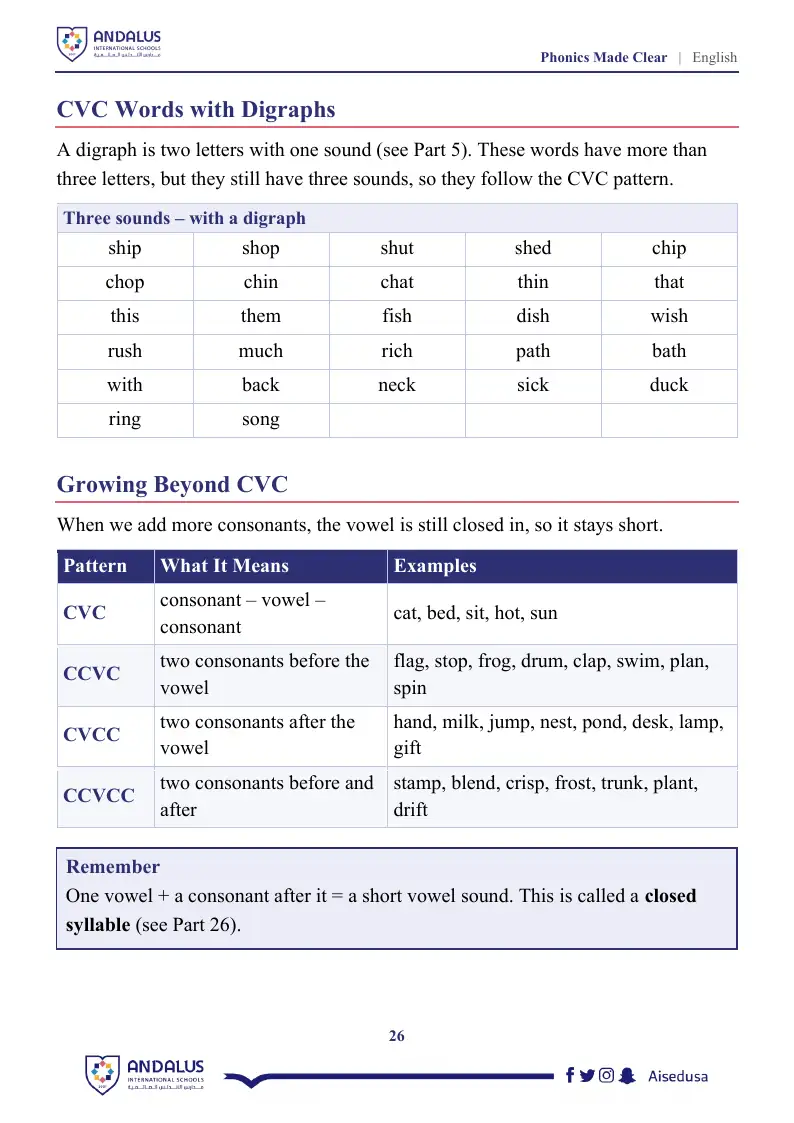 ANDALUS
INTERNATIONAL SCHOOLS
مدارس الأندلس العالمية
Phonics Made Clear | English
CVC Words with Digraphs
A digraph is two letters with one sound (see Part 5). These words have more than
three letters, but they still have three sounds, so they follow the CVC pattern.
Three sounds – with a digraph
ship shop shut shed chip
chop chin chat thin that
this them fish dish wish
rush much rich path bath
with back neck sick duck
ring song
Growing Beyond CVC
When we add more consonants, the vowel is still closed in, so it stays short.
Pattern What It Means Examples
CVC consonant – vowel – consonant cat, bed, sit, hot, sun
CCVC two consonants before the vowel flag, stop, frog, drum, clap, swim, plan, spin
CVCC two consonants after the vowel hand, milk, jump, nest, pond, desk, lamp, gift
CCVCC two consonants before and after stamp, blend, crisp, frost, trunk, plant, drift
Remember
One vowel + a consonant after it = a short vowel sound. This is called a closed
syllable (see Part 26).
26
ANDALUS
INTERNATIONAL SCHOOLS
مدارس الأندلس العالمية
Aisedusa